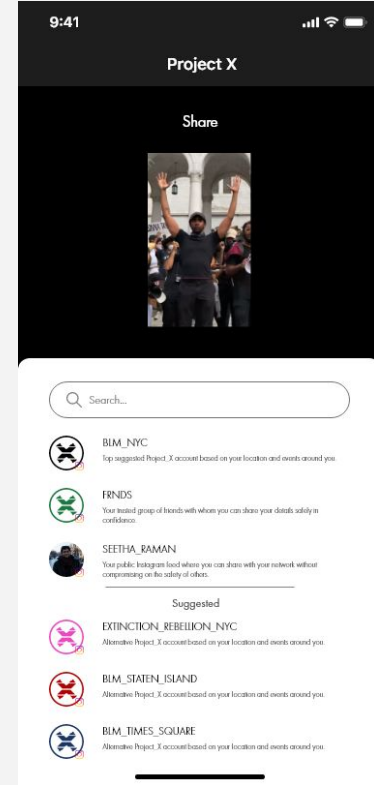 9:41
Project X
Share
Search...
BLM_NYC
Top suggested Project_X account based on your location and events around you.
FRNDS
Your trusted group of friends with whom you can share your details safely in
confidence.
SEETHA_RAMAN
Your public Instagram feed where you can share with your network without
compromising on the safety of others.
Suggested
EXTINCTION_REBELLION_NYC
Alternative Project_X account based on your location and events around you.
BLM_STATEN_ISLAND
Alternative Project_X account based on your location and events around you.
BLM_TIMES_SQUARE
Alternative Project_X account based on your location and events around you.